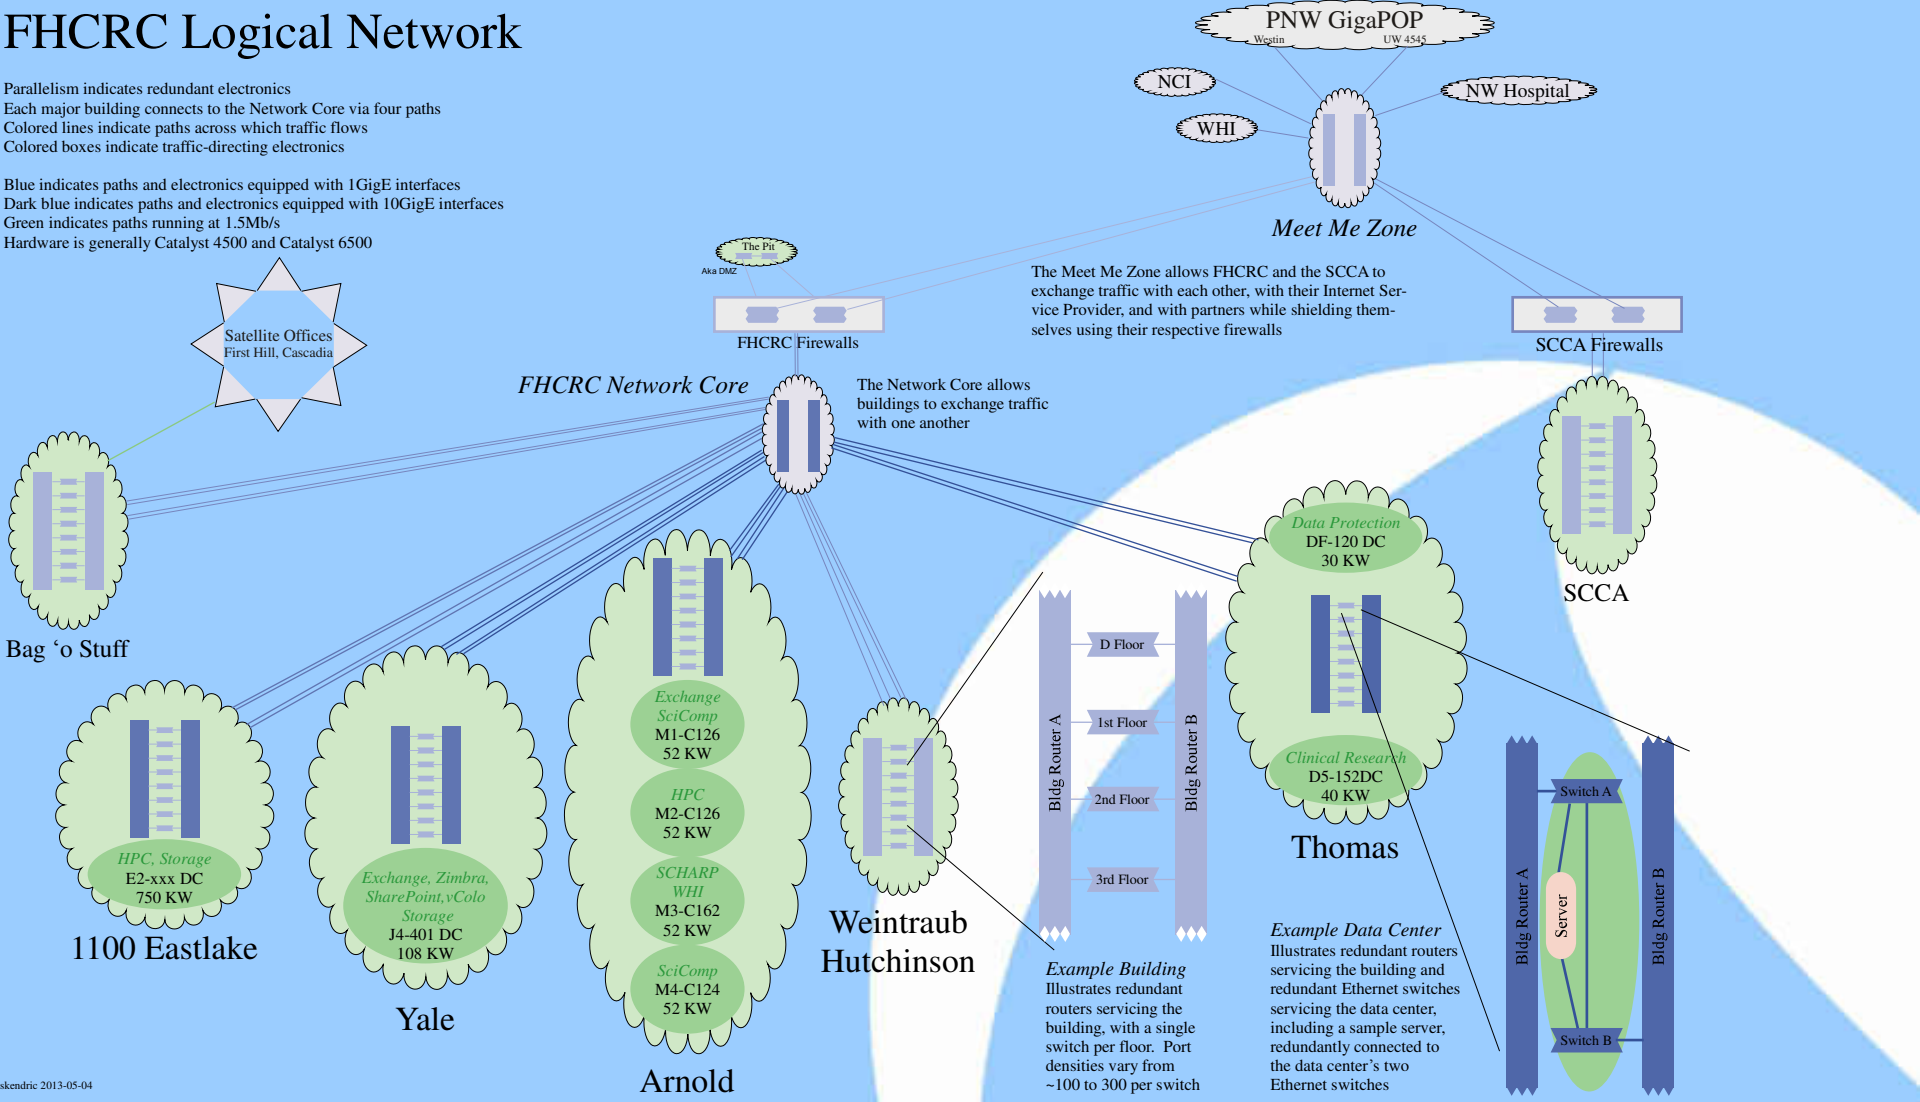 FHCRC Logical Network
Parallelism indicates redundant electronics
Each major building connects to the Network Core via four paths
Colored lines indicate paths across which traffic flows
Colored boxes indicate traffic-directing electronics
Blue indicates paths and electronics equipped with 1GigE interfaces
Dark blue indicates paths and electronics equipped with 10GigE interfaces
Green indicates paths running at 1.5Mb/s
Hardware is generally Catalyst 4500 and Catalyst 6500
PNW GigaPOP
Westin
UW 4545
NCI
NW Hospital
WHI
Meet Me Zone
The Meet Me Zone allows FHCRC and the SCCA to
exchange traffic with each other, with their Internet Ser-
vice Provider, and with partners while shielding them-
selves using their respective firewalls
The Pit
Aka DMZ
FHCRC Firewalls
SCCA Firewalls
Satellite Offices
First Hill, Cascadia
FHCRC Network Core
The Network Core allows
buildings to exchange traffic
with one another
Bag ‘o Stuff
SCCA
HPC, Storage
E2-xxx DC
750 KW
1100 Eastlake
Exchange, Zimbra,
SharePoint,vColo
Storage
J4-401 DC
108 KW
Yale
Exchange
SciComp
M1-C126
52 KW
HPC
M2-C126
52 KW
SCHARP
WHI
M3-C162
52 KW
SciComp
M4-C124
52 KW
Arnold
Weintraub
Hutchinson
Bldg Router A
D Floor
1st Floor
2nd Floor
3rd Floor
Bldg Router B
Example Building
Illustrates redundant
routers servicing the
building, with a single
switch per floor.  Port
densities vary from
~100 to 300 per switch
Data Protection
DF-120 DC
30 KW
Clinical Research
D5-152DC
40 KW
Thomas
Example Data Center
Illustrates redundant routers
servicing the building and
redundant Ethernet switches
servicing the data center,
including a sample server,
redundantly connected to
the data center’s two
Ethernet switches
Bldg Router A
Switch A
Server
Switch B
Bldg Router B
skendric 2013-05-04